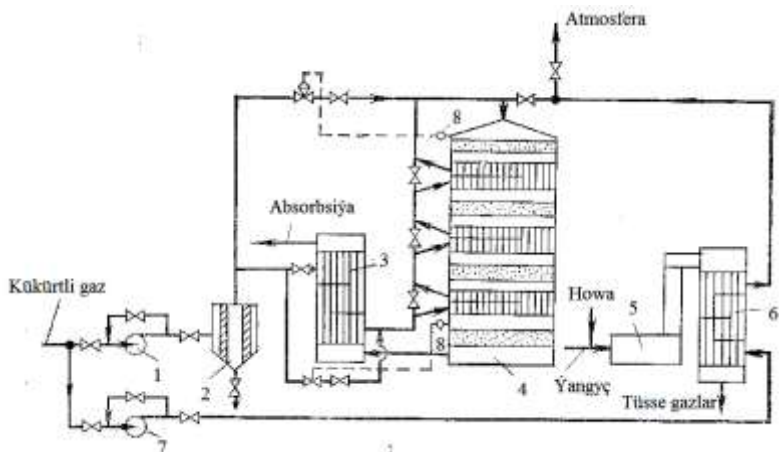 Atmosfera
8
Absorbsiýa
3
Kükürtli gaz
Howa
5
6
1
2
8
4
Ýangyç
Tüsse gazlar
7